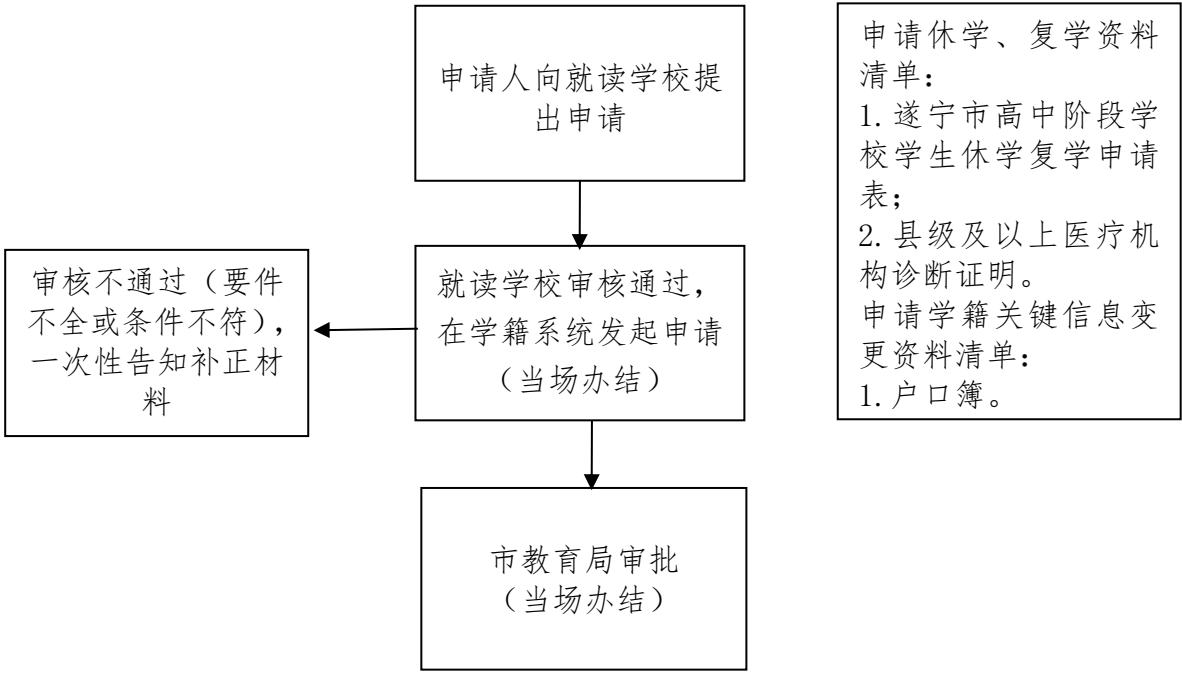 申请人向就读学校提
出申请
就读学校审核通过，
在学籍系统发起申请
（当场办结）
审核不通过（要件
不全或条件不符），
一次性告知补正材
料
市教育局审批
（当场办结）
申请休学、复学资料
清单：
1.遂宁市高中阶段学
校学生休学复学申请
表；
2.县级及以上医疗机
构诊断证明。
申请学籍关键信息变
更资料清单：
1.户口簿。